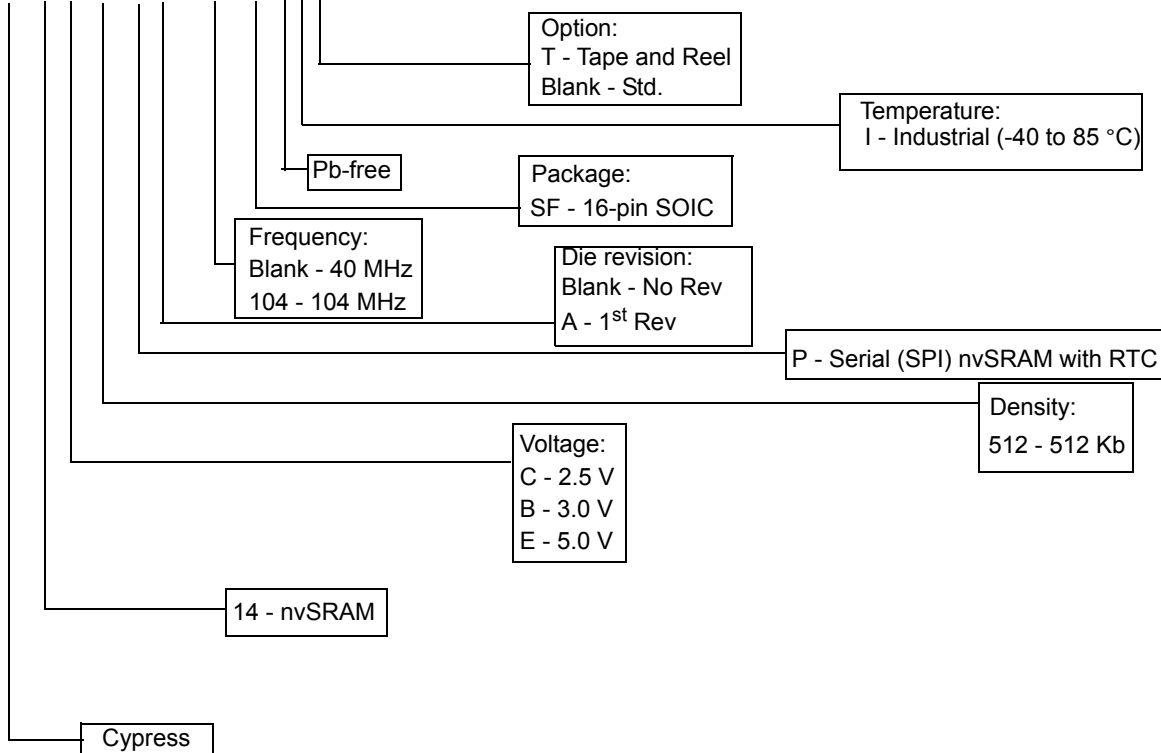 Option:
T - Tape and Reel
Blank - Std.
Temperature:
I - Industrial (-40 to 85 °C)
Pb-free
Package:
SF - 16-pin SOIC
Frequency:
Blank - 40 MHz
104 - 104 MHz
Die revision:
Blank - No Rev
A - 1st Rev
P - Serial (SPI) nvSRAM with RTC
Density:
512 - 512 Kb
Voltage:
C - 2.5 V
B - 3.0 V
E - 5.0 V
14 - nvSRAM
Cypress